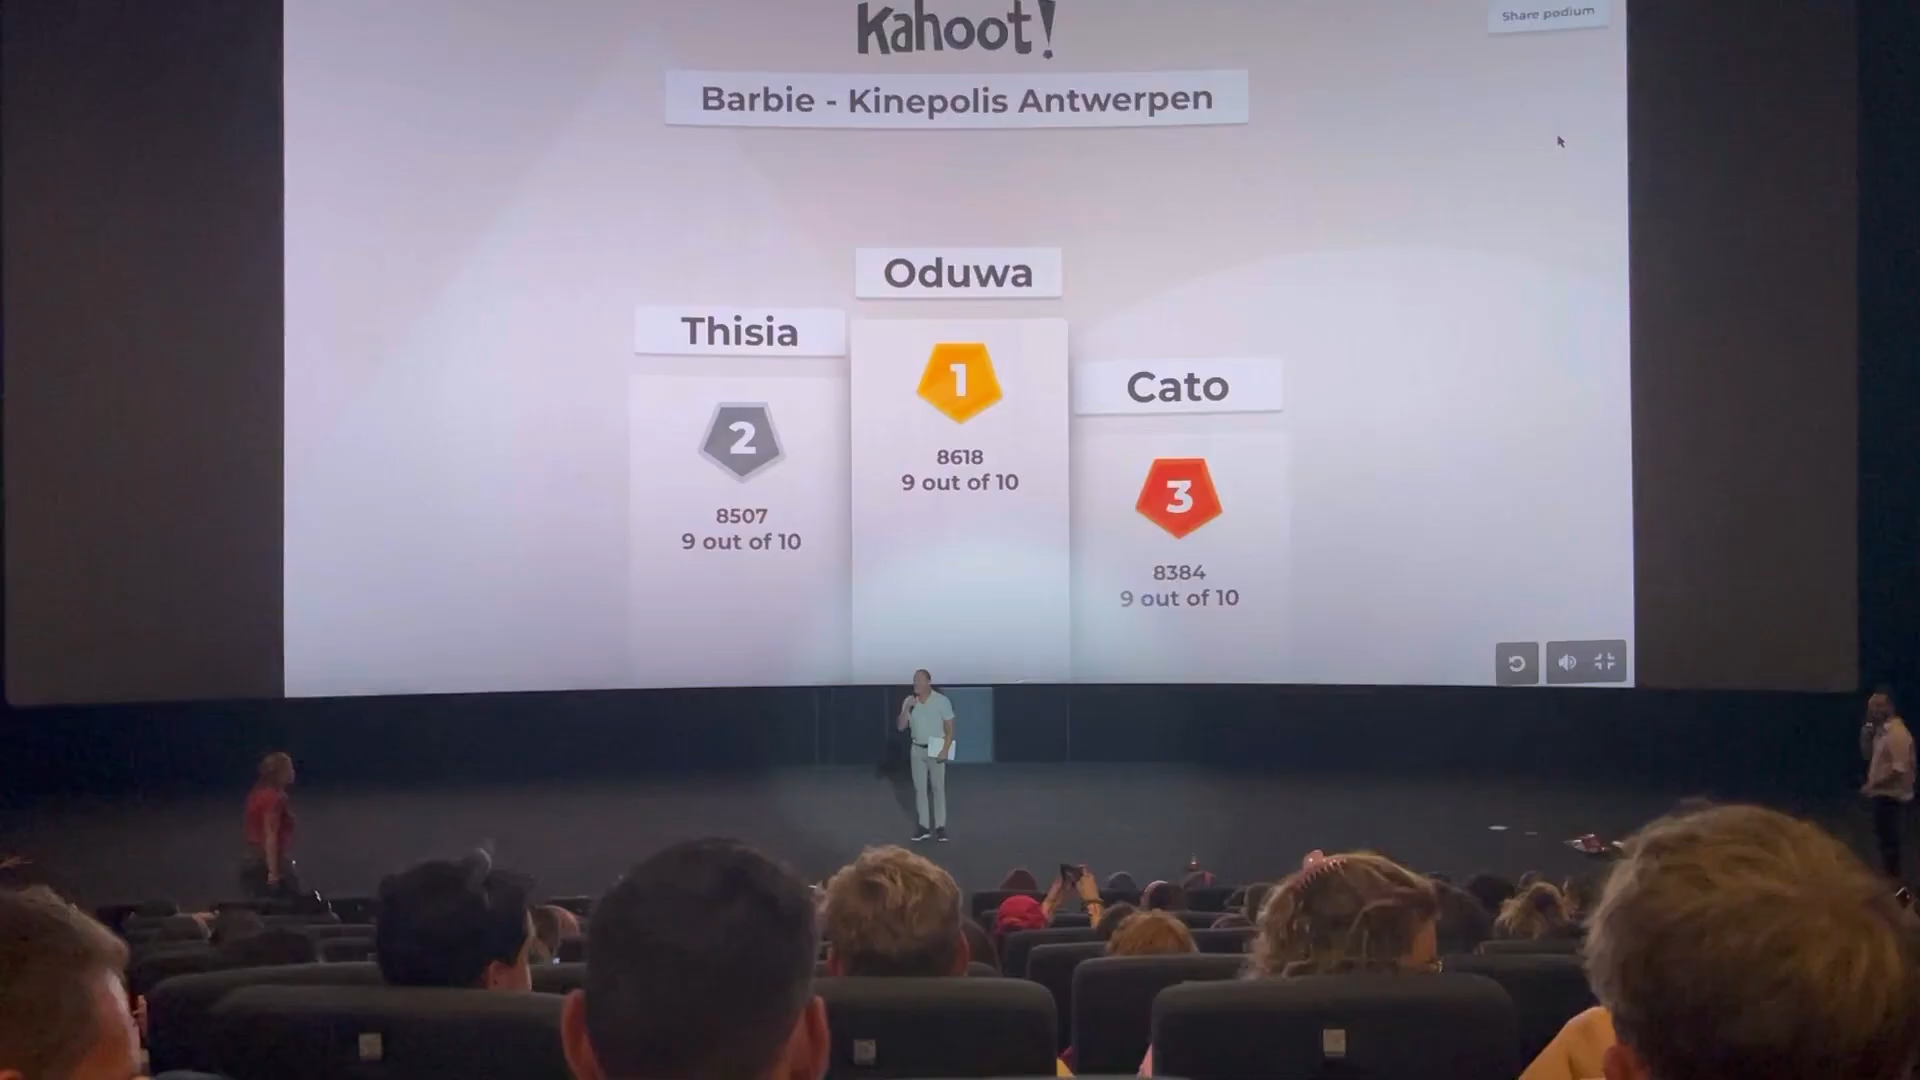 Kahoot!
Share podium
Barbie - Kinepolis Antwerpen
Oduwa
1
8618
9 out of 10
Thisia
2
8507
9 out of 10
Cato
3
8384
9 out of 10